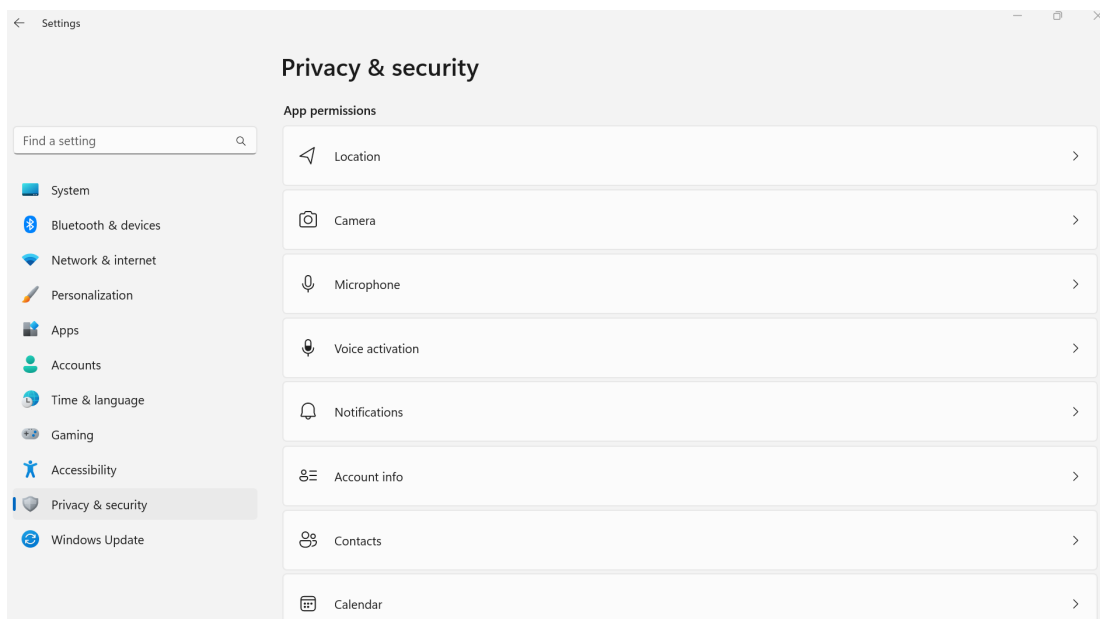 Settings
Privacy & security
App permissions
Find a setting
System
Bluetooth & devices
Network & internet
Personalization
Apps
Accounts
Time & language
Gaming
Accessibility
Privacy & security
Windows Update
Location
Camera
Microphone
Voice activation
Notifications
Account info
Contacts
Calendar